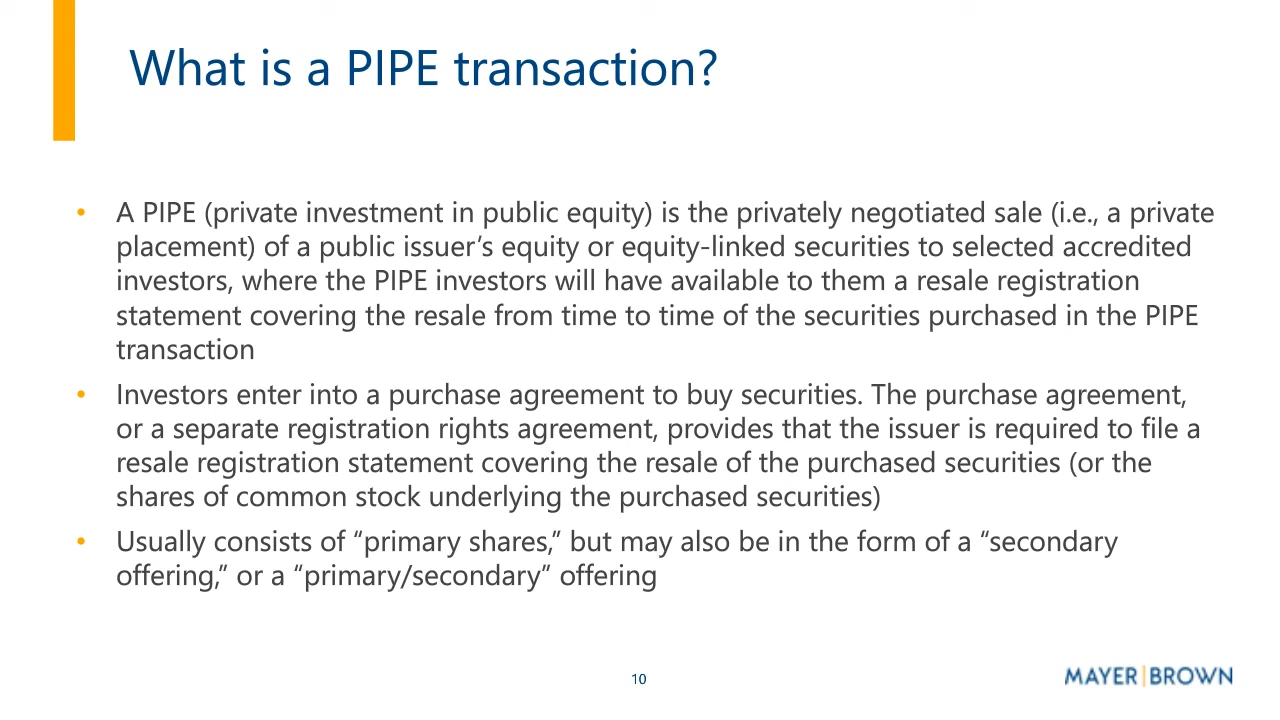 What is a PIPE transaction?
• A PIPE (private investment in public equity) is the privately negotiated sale (i.e., a private
placement) of a public issuer’s equity or equity-linked securities to selected accredited
investors, where the PIPE investors will have available to them a resale registration
statement covering the resale from time to time of the securities purchased in the PIPE
transaction
• Investors enter into a purchase agreement to buy securities. The purchase agreement,
or a separate registration rights agreement, provides that the issuer is required to file a
resale registration statement covering the resale of the purchased securities (or the
shares of common stock underlying the purchased securities)
• Usually consists of “primary shares,” but may also be in the form of a “secondary
offering,” or a “primary/secondary” offering
10
MAYER|BROWN